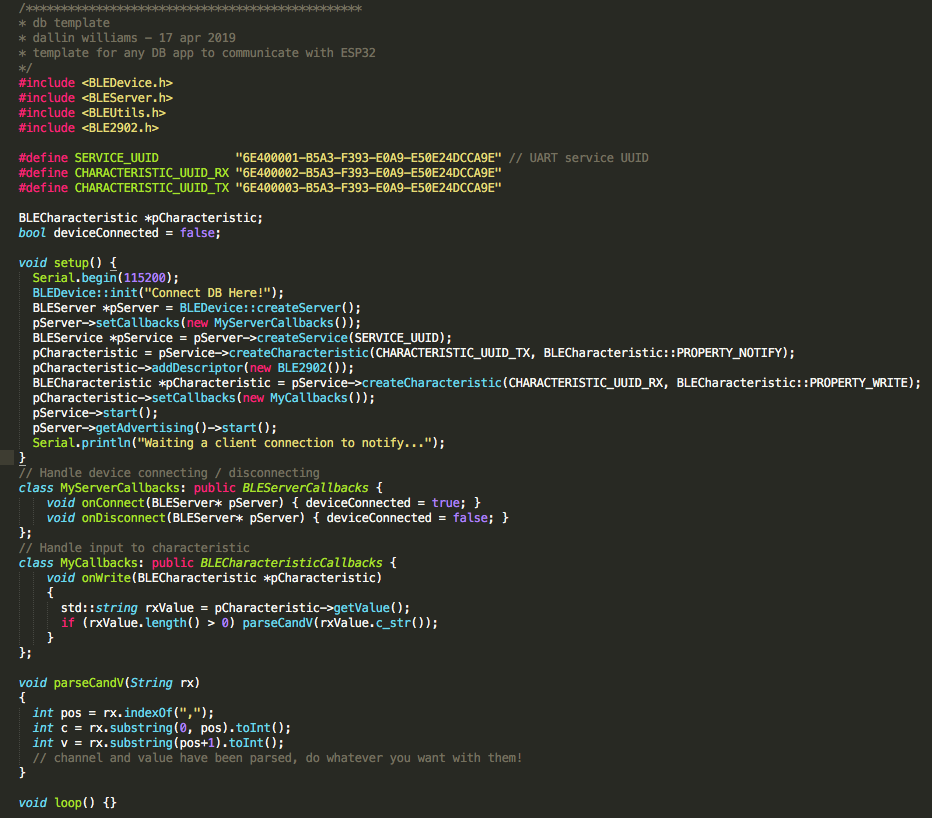 /************************************************
* db template
* dallin williams – 17 apr 2019
* template for any DB app to communicate with ESP32
*/
#include <BLEDevice.h>
#include <BLEServer.h>
#include <BLEUtils.h>
#include <BLE2902.h>
#define SERVICE_UUID           "6E400001-B5A3-F393-E0A9-E50E24DCCA9E" // UART service UUID
#define CHARACTERISTIC_UUID_RX "6E400002-B5A3-F393-E0A9-E50E24DCCA9E"
#define CHARACTERISTIC_UUID_TX "6E400003-B5A3-F393-E0A9-E50E24DCCA9E"
BLECharacteristic *pCharacteristic;
bool deviceConnected = false;
void setup() {
  Serial.begin(115200);
  BLEDevice::init("Connect DB Here!");
  BLEServer *pServer = BLEDevice::createServer();
  pServer->setCallbacks(new MyServerCallbacks());
  BLEService *pService = pServer->createService(SERVICE_UUID);
  pCharacteristic = pService->createCharacteristic(CHARACTERISTIC_UUID_TX, BLECharacteristic::PROPERTY_NOTIFY);
  pCharacteristic->addDescriptor(new BLE2902());
  BLECharacteristic *pCharacteristic = pService->createCharacteristic(CHARACTERISTIC_UUID_RX, BLECharacteristic::PROPERTY_WRITE);
  pCharacteristic->setCallbacks(new MyCallbacks());
  pService->start();
  pServer->getAdvertising()->start();
  Serial.println("Waiting a client connection to notify...");
}
// Handle device connecting / disconnecting
class MyServerCallbacks: public BLEServerCallbacks {
    void onConnect(BLEServer* pServer) { deviceConnected = true; }
    void onDisconnect(BLEServer* pServer) { deviceConnected = false; }
};
// Handle input to characteristic
class MyCallbacks: public BLECharacteristicCallbacks {
    void onWrite(BLECharacteristic *pCharacteristic)
    {
      std::string rxValue = pCharacteristic->getValue();
      if (rxValue.length() > 0) parseCandV(rxValue.c_str());
    }
};
void parseCandV(String rx)
{
  int pos = rx.indexOf(",");
  int c = rx.substring(0, pos).toInt();
  int v = rx.substring(pos+1).toInt();
  // channel and value have been parsed, do whatever you want with them!
}
void loop() {}